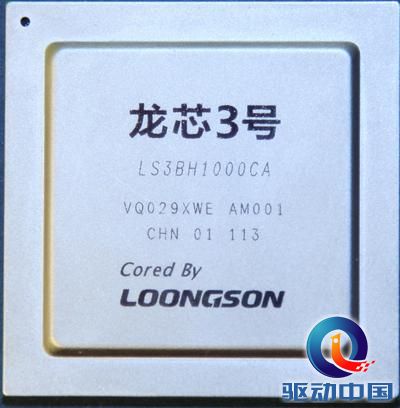 龙芯3号
LS3BH1000CA
VQ029XWE AM001
CHN 01 113
Cored By
LOONGSON
驱动中国